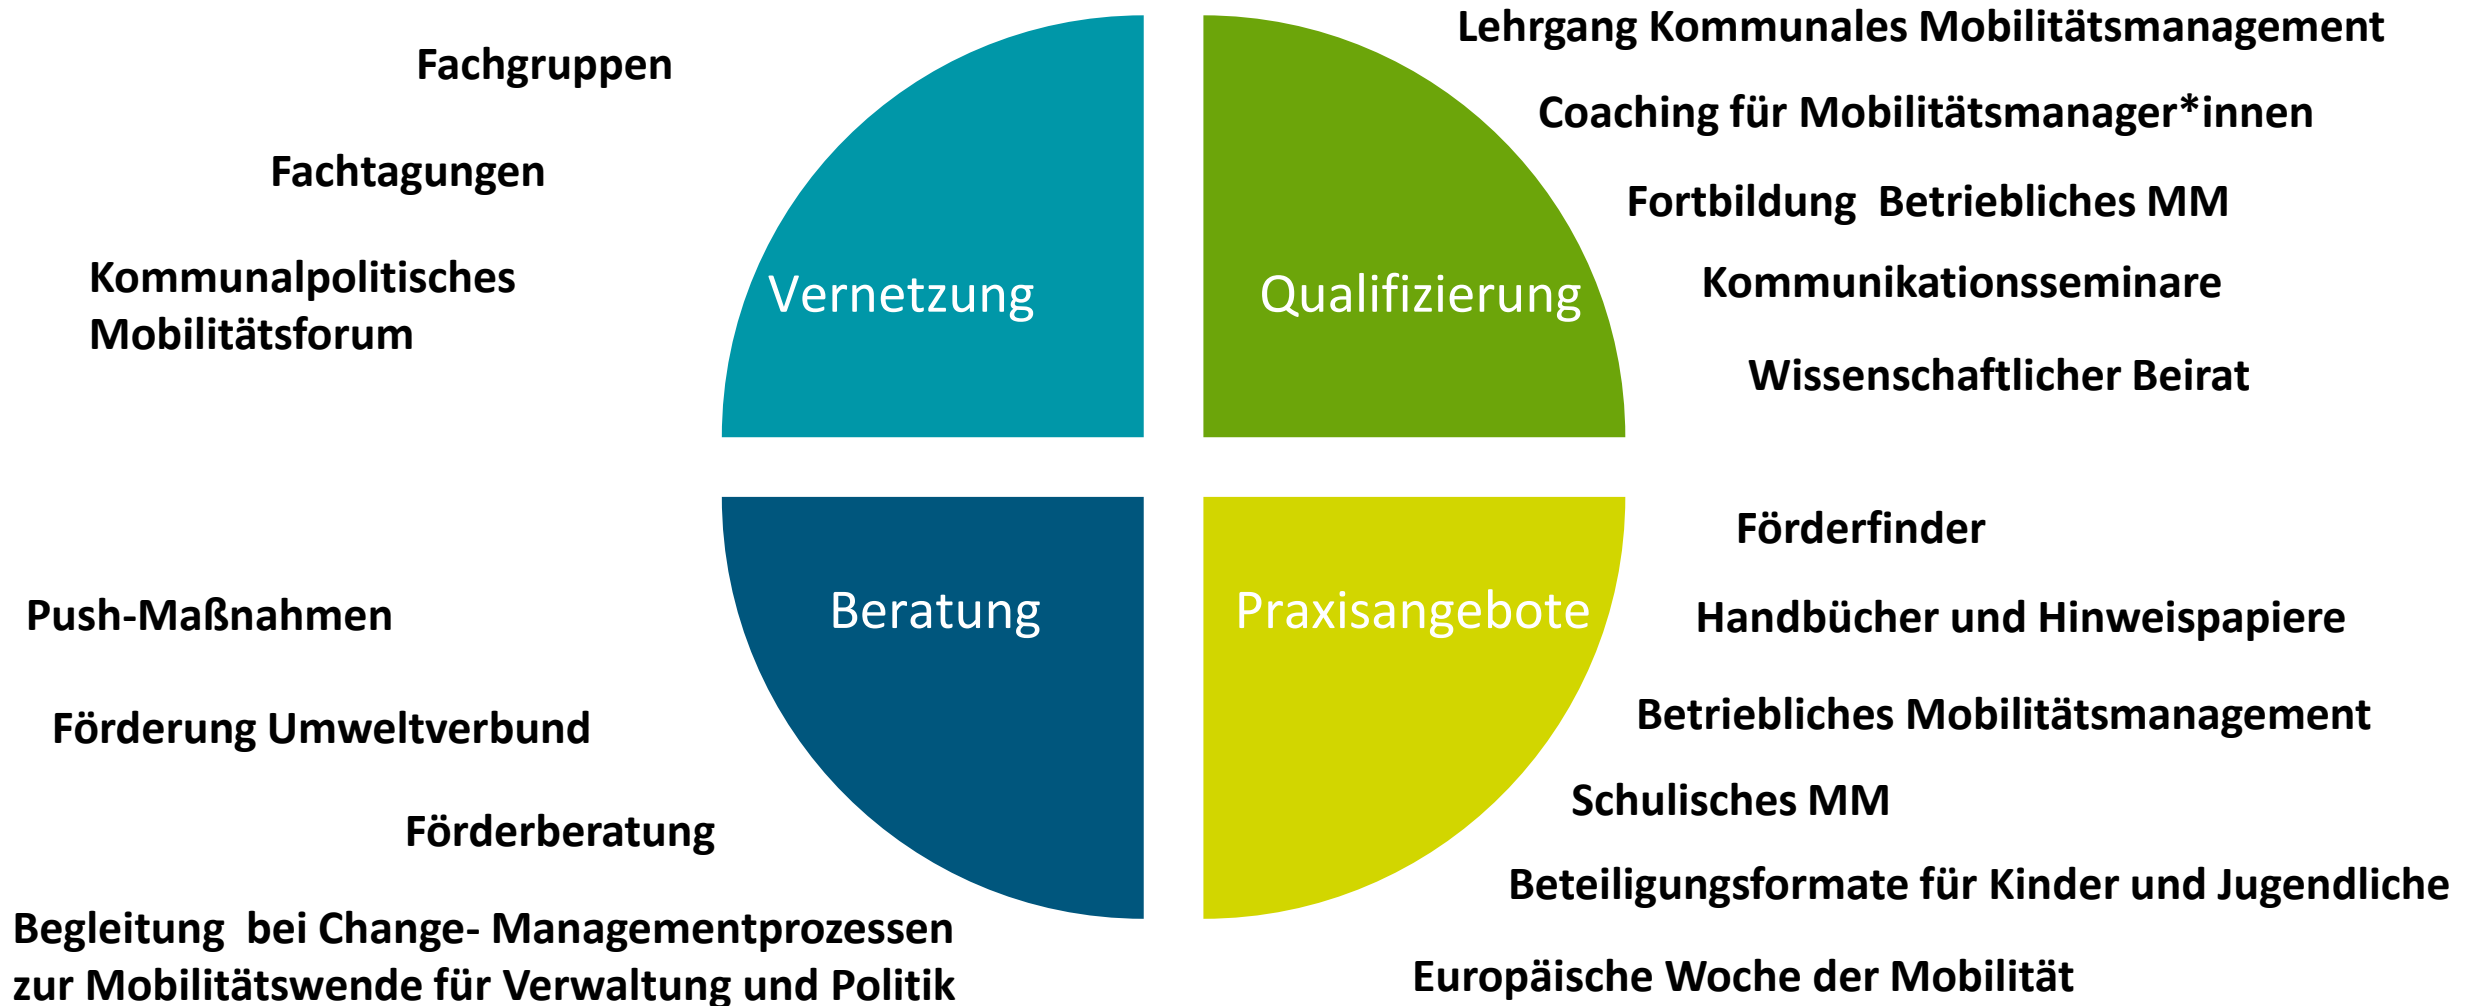 Fachgruppen
Fachtagungen
Kommunalpolitisches
Mobilitätsforum
Vernetzung
Qualifizierung
Lehrgang Kommunales Mobilitätsmanagement
Coaching für Mobilitätsmanager*innen
Fortbildung Betriebliches MM
Kommunikationsseminare
Wissenschaftlicher Beirat
Push-Maßnahmen
Förderung Umweltverbund
Förderberatung
Begleitung bei Change- Managementprozessen
zur Mobilitätswende für Verwaltung und Politik
Beratung
Praxisangebote
Förderfinder
Handbücher und Hinweispapiere
Betriebliches Mobilitätsmanagement
Schulisches MM
Beteiligungsformate für Kinder und Jugendliche
Europäische Woche der Mobilität